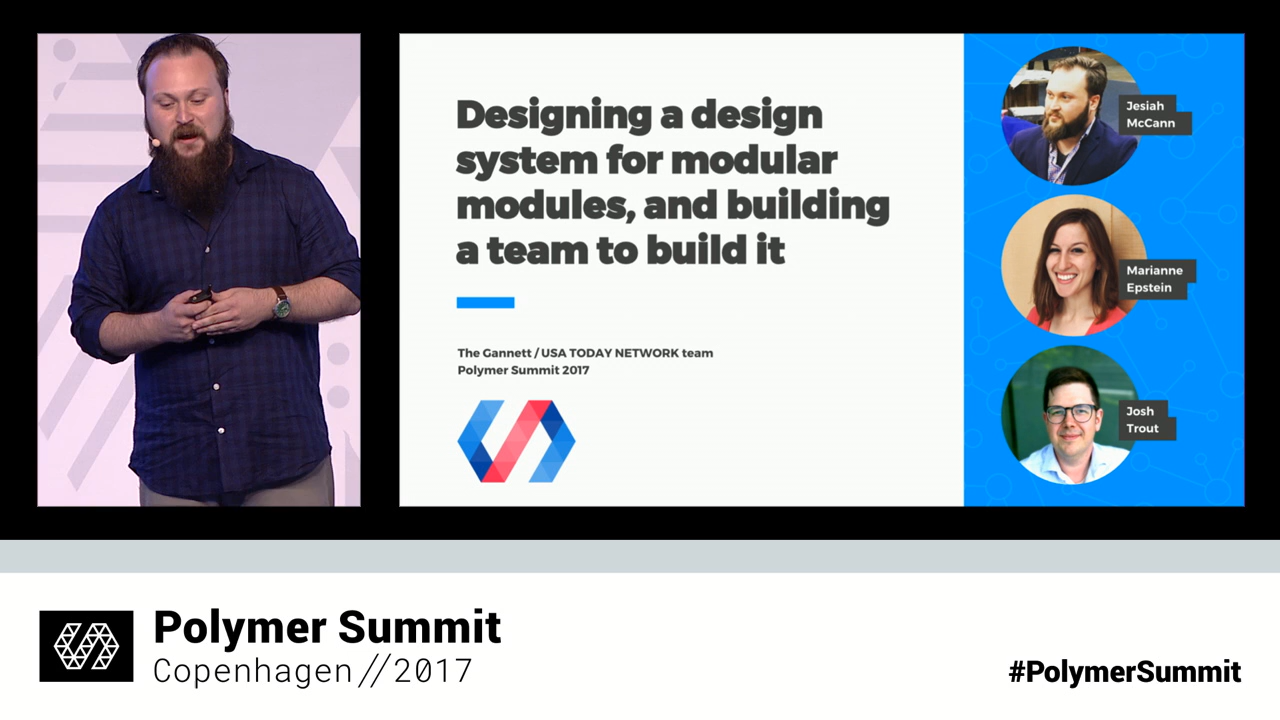 Designing a design
system for modular
modules, and building
a team to build it
The Gannett / USA TODAY NETWORK team
Polymer Summit 2017
Jesiah
McCann
Marianne
Epstein
Josh
Trout
Polymer Summit
Copenhagen//2017
#PolymerSummit